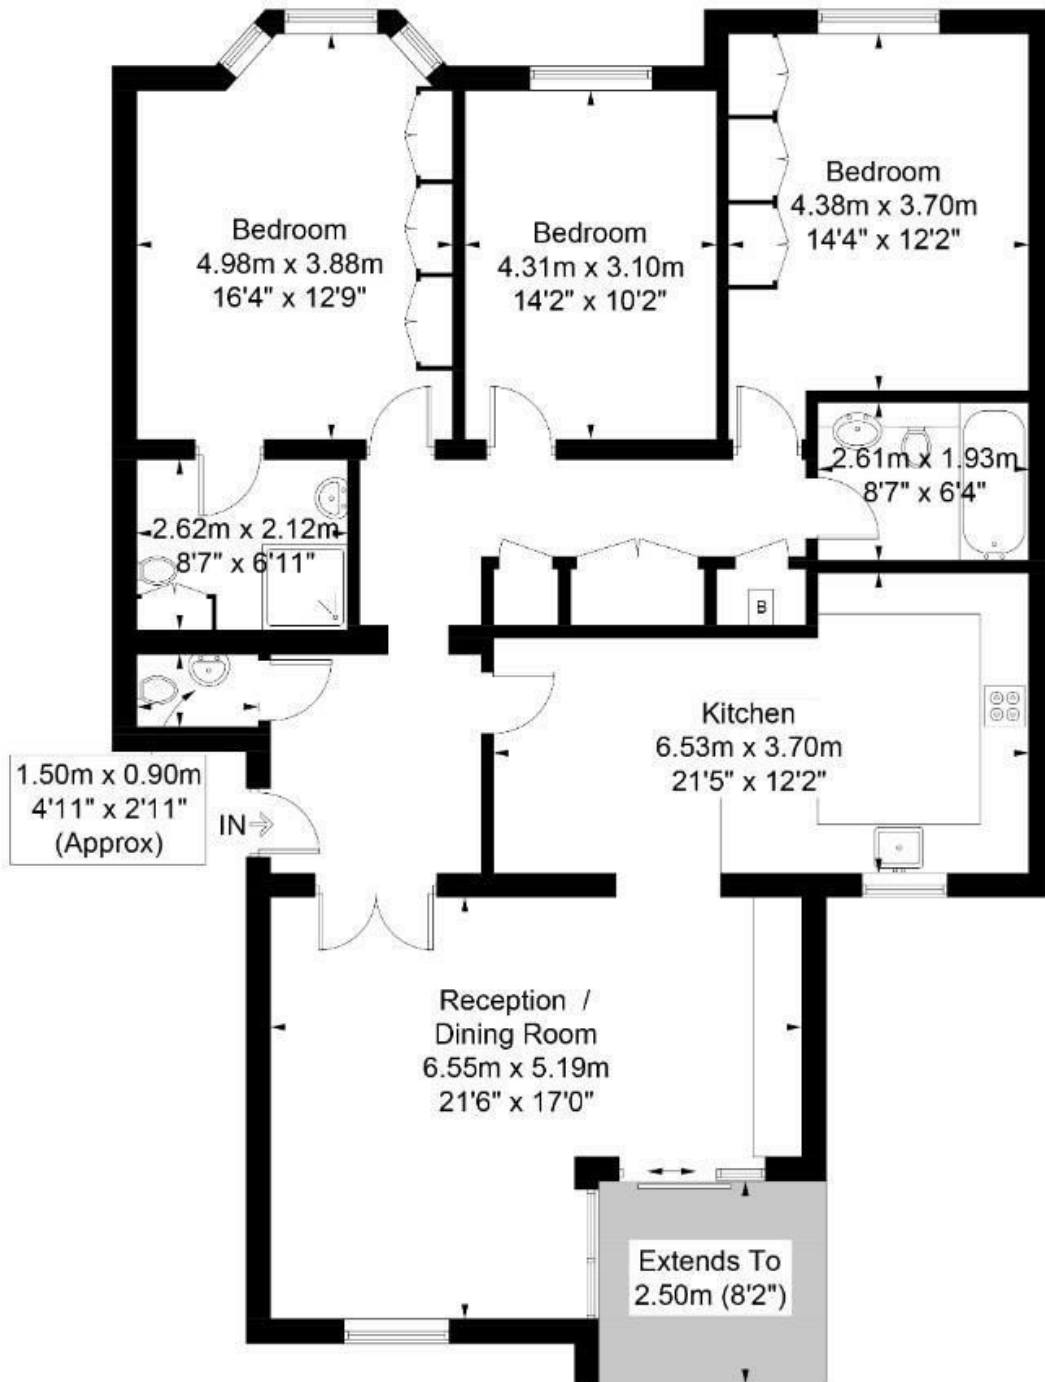 Bedroom
4.98m x 3.88m
16'4" x 12'9"
Bedroom
4.31m x 3.10m
14'2" x 10'2"
Bedroom
4.38m x 3.70m
14'4" x 12'2"
2.62m x 2.12m
8'7" x 6'11"
2.61m x 1.93m
8'7" x 6'4"
B
1.50m x 0.90m
4'11" x 2'11"
(Approx)
IN
Kitchen
6.53m x 3.70m
21'5" x 12'2"
Reception /
Dining Room
6.55m x 5.19m
21'6" x 17'0"
Extends To
2.50m (8'2")